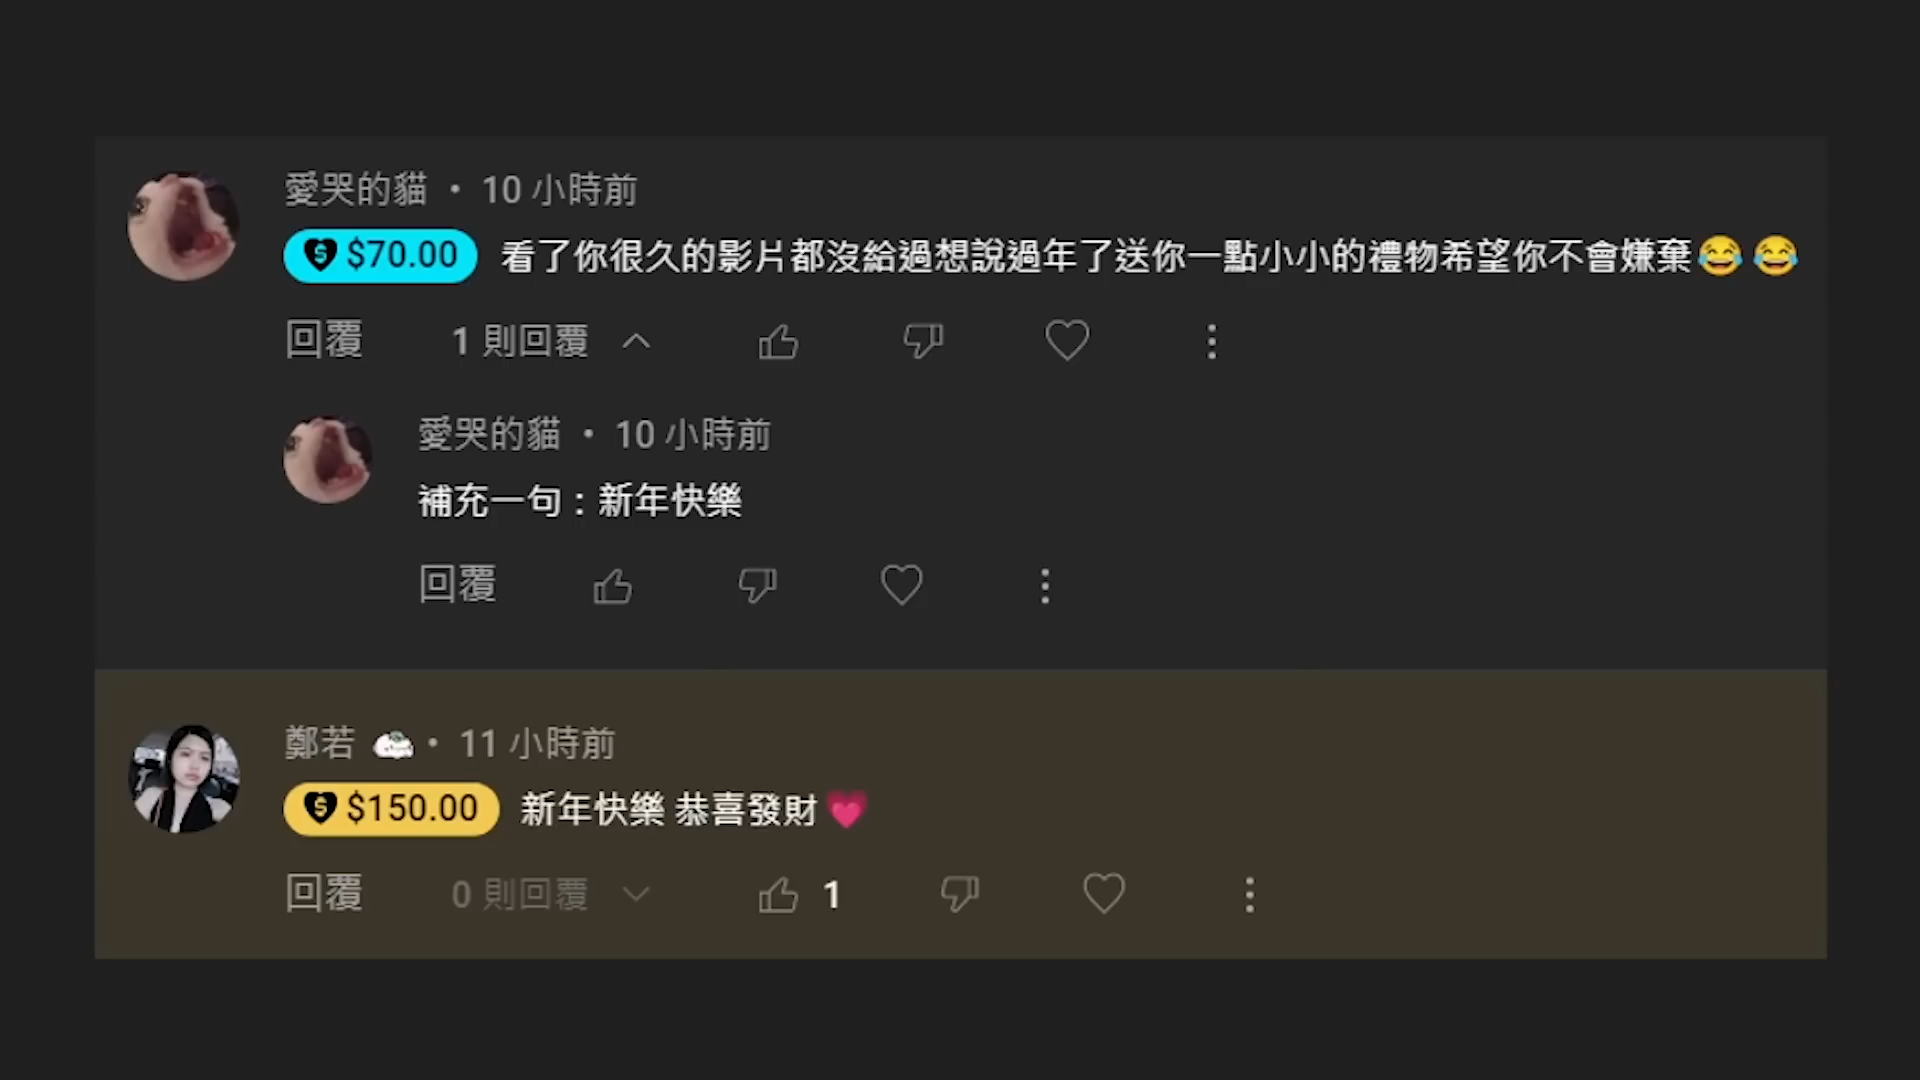 愛哭的貓 • 10 小時前
$70.00 看了你很久的影片都沒給過想說過年了送你一點小小的禮物希望你不會嫌棄😂 😂
回覆 1 則回覆
愛哭的貓 • 10 小時前
補充一句：新年快樂
回覆
鄭若 • 11 小時前
$150.00 新年快樂 恭喜發財💗
回覆 0 則回覆 1